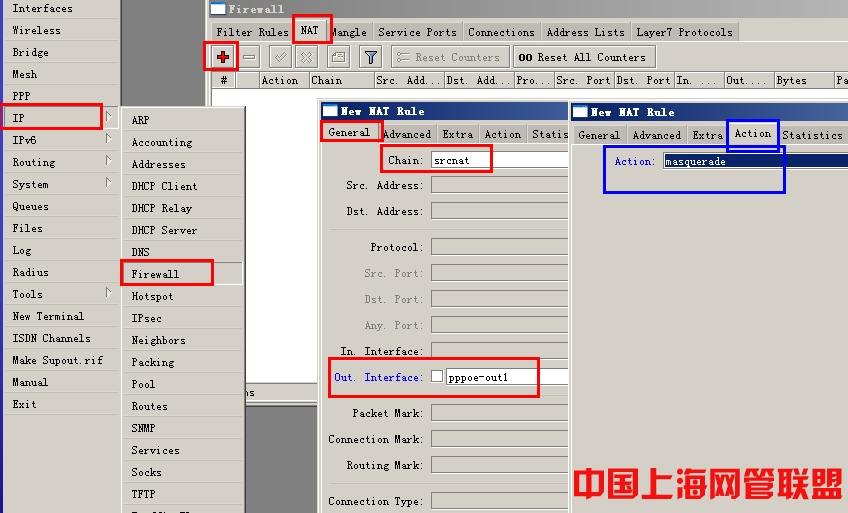 Interfaces
Wireless
Bridge
Mesh
PPP
IP
IPv6
Routing
System
Queues
Files
Log
Radius
Tools
New Terminal
ISDN Channels
Make Supout.rif
Manual
Exit
ARP
Accounting
Addresses
DHCP Client
DHCP Relay
DHCP Server
DNS
Firewall
Hotspot
IPsec
Neighbors
Packing
Pool
Routes
SNMP
Services
Socks
TFTP
Firewall
Filter Rules NAT Mangle Service Ports Connections Address Lists Layer7 Protocols
Reset Counters 00 Reset All Counters
# Action Chain Src. Add... Dst. Add... Pro... Src. Port Dst. Port In. ... Out.... Bytes Pa
ns
New NAT Rule
General Advanced Extra Action Statis
Chain: srcnat
Src. Address:
Dst. Address:
Protocol:
Src. Port:
Dst. Port:
Any. Port:
In. Interface:
Out. Interface: pppoe-out1
Packet Mark:
Connection Mark:
Routing Mark:
Connection Type:
New NAT Rule
General Advanced Extra Action Statistics
Action: masquerade
中国上海网管联盟